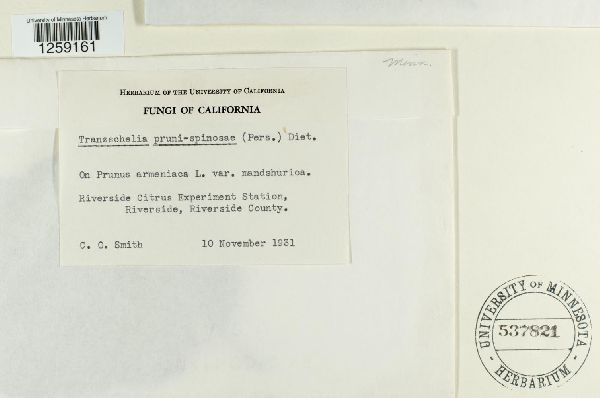 University of Minnesota Herbarium
1259161
Minn.
HERBARIUM OF THE UNIVERSITY OF CALIFORNIA
FUNGI OF CALIFORNIA
Tranzschelia pruni-spinosae (Pers.) Diet.
On Prunus armeniaca L. var. mandshurica.
Riverside Citrus Experiment Station,
Riverside, Riverside County.
C. O. Smith 10 November 1931
UNIVERSITY OF MINNESOTA
537821
- HERBARIUM -